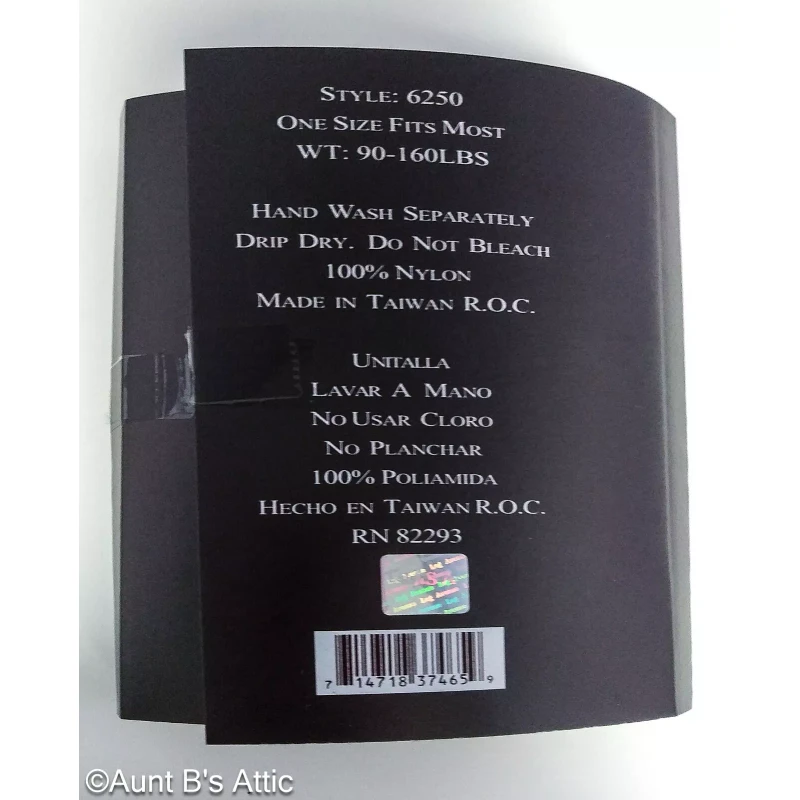 STYLE: 6250
ONE SIZE FITS MOST
WT: 90-160LBS
HAND WASH SEPARATELY
DRIP DRY. DO NOT BLEACH
100% NYLON
MADE IN TAIWAN R.O.C.
UNITALLA
LAVAR A MANO
NO USAR CLORO
NO PLANCHAR
100% POLIAMIDA
HECHO EN TAIWAN R.O.C.
RN 82293
7 14718 37465 9
©Aunt B's Attic